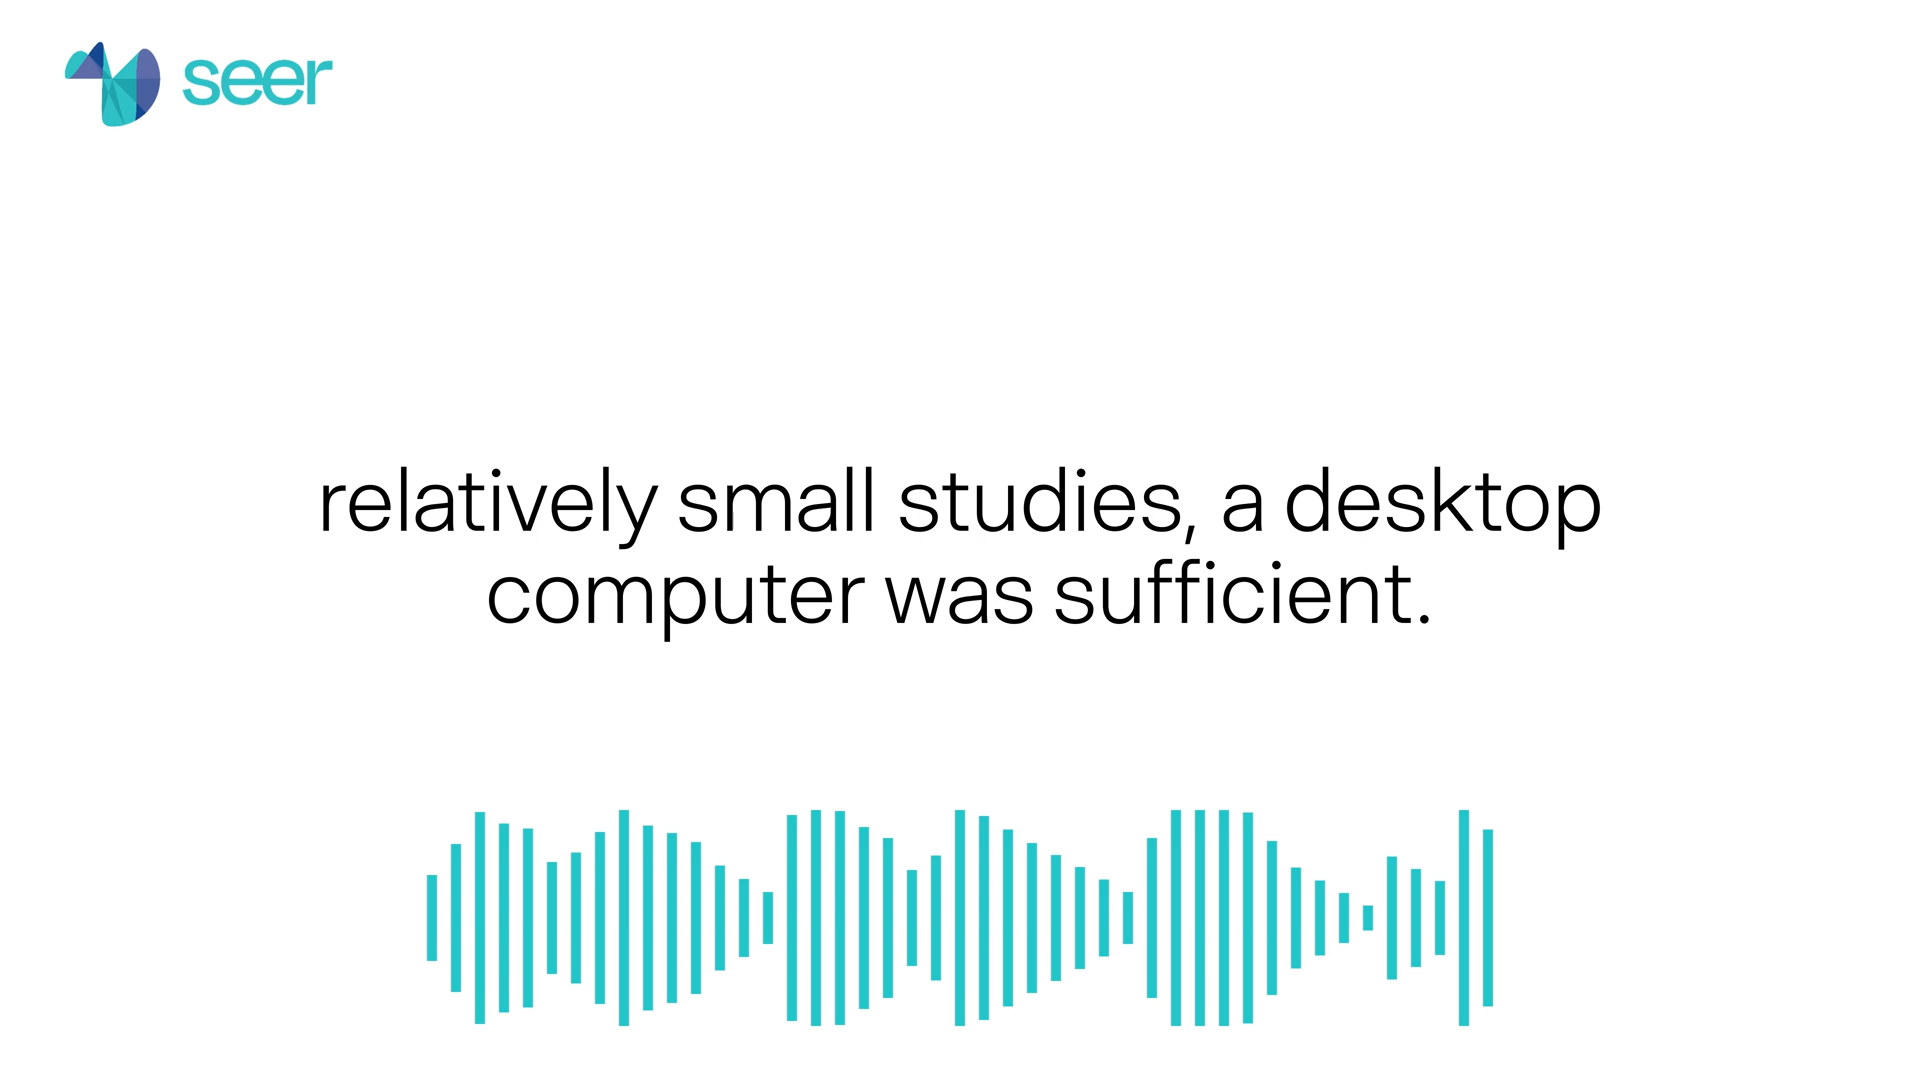 seer
relatively small studies, a desktop
computer was sufficient.